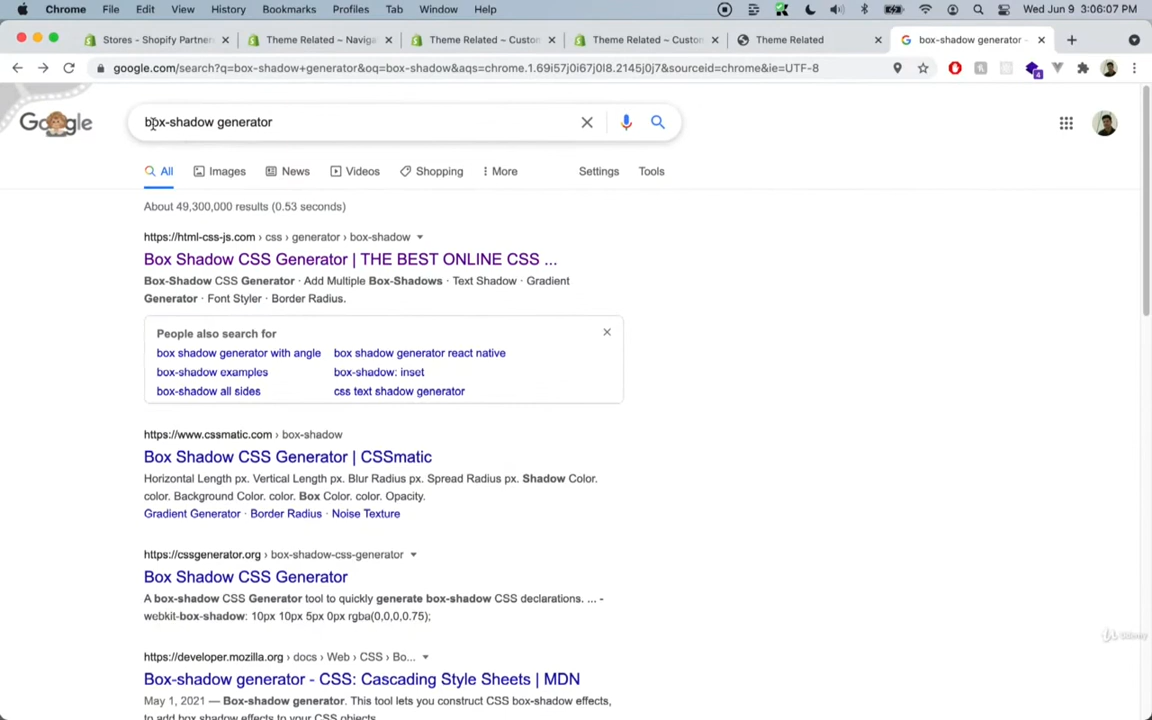 Chrome File Edit View History Bookmarks Profiles Tab Window Help Wed Jun 9 3:06:07 PM
Stores - Shopify Partner Theme Related ~ Naviga Theme Related ~ Custon Theme Related ~ Custon Theme Related box-shadow generator -
google.com/search?q=box-shadow+generator&oq=box-shadow&aqs=chrome.1.69i57j0i67j0l8.2145j0j7&sourceid=chrome&ie=UTF-8
4
Google box-shadow generator
All Images News Videos Shopping More Settings Tools
About 49,300,000 results (0.53 seconds)
https://html-css-js.com › css › generator › box-shadow
Box Shadow CSS Generator | THE BEST ONLINE CSS ...
Box-Shadow CSS Generator · Add Multiple Box-Shadows · Text Shadow · Gradient
Generator · Font Styler · Border Radius.
People also search for
box shadow generator with angle box shadow generator react native
box-shadow examples box-shadow: inset
box-shadow all sides css text shadow generator
https://www.cssmatic.com › box-shadow
Box Shadow CSS Generator | CSSmatic
Horizontal Length px. Vertical Length px. Blur Radius px. Spread Radius px. Shadow Color.
color. Background Color. color. Box Color. color. Opacity.
Gradient Generator · Border Radius · Noise Texture
https://cssgenerator.org › box-shadow-css-generator
Box Shadow CSS Generator
A box-shadow CSS Generator tool to quickly generate box-shadow CSS declarations. ... -
webkit-box-shadow: 10px 10px 5px 0px rgba(0,0,0,0.75);
Udemy
https://developer.mozilla.org › docs › Web › CSS › Bo...
Box-shadow generator - CSS: Cascading Style Sheets | MDN
May 1, 2021 — Box-shadow generator. This tool lets you construct CSS box-shadow effects,
to add box shadow effects to your CSS objects.